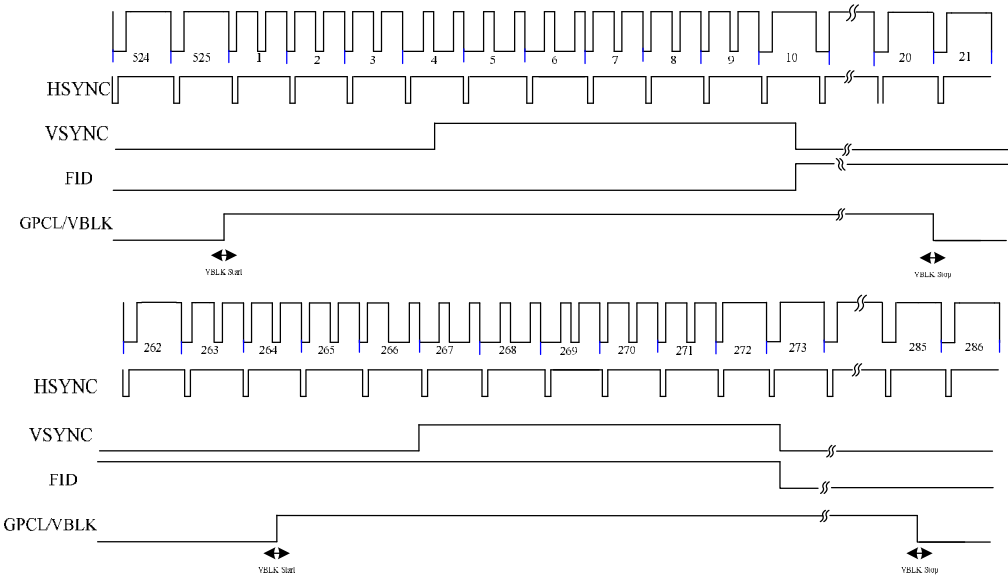 524 525 1 2 3 4 5 6 7 8 9 10 20 21
HSYNC
VSYNC
FID
GPCL/VBLK
VBLK Start VBLK Stop
262 263 264 265 266 267 268 269 270 271 272 273 285 286
HSYNC
VSYNC
FID
GPCL/VBLK
VBLK Start VBLK Stop